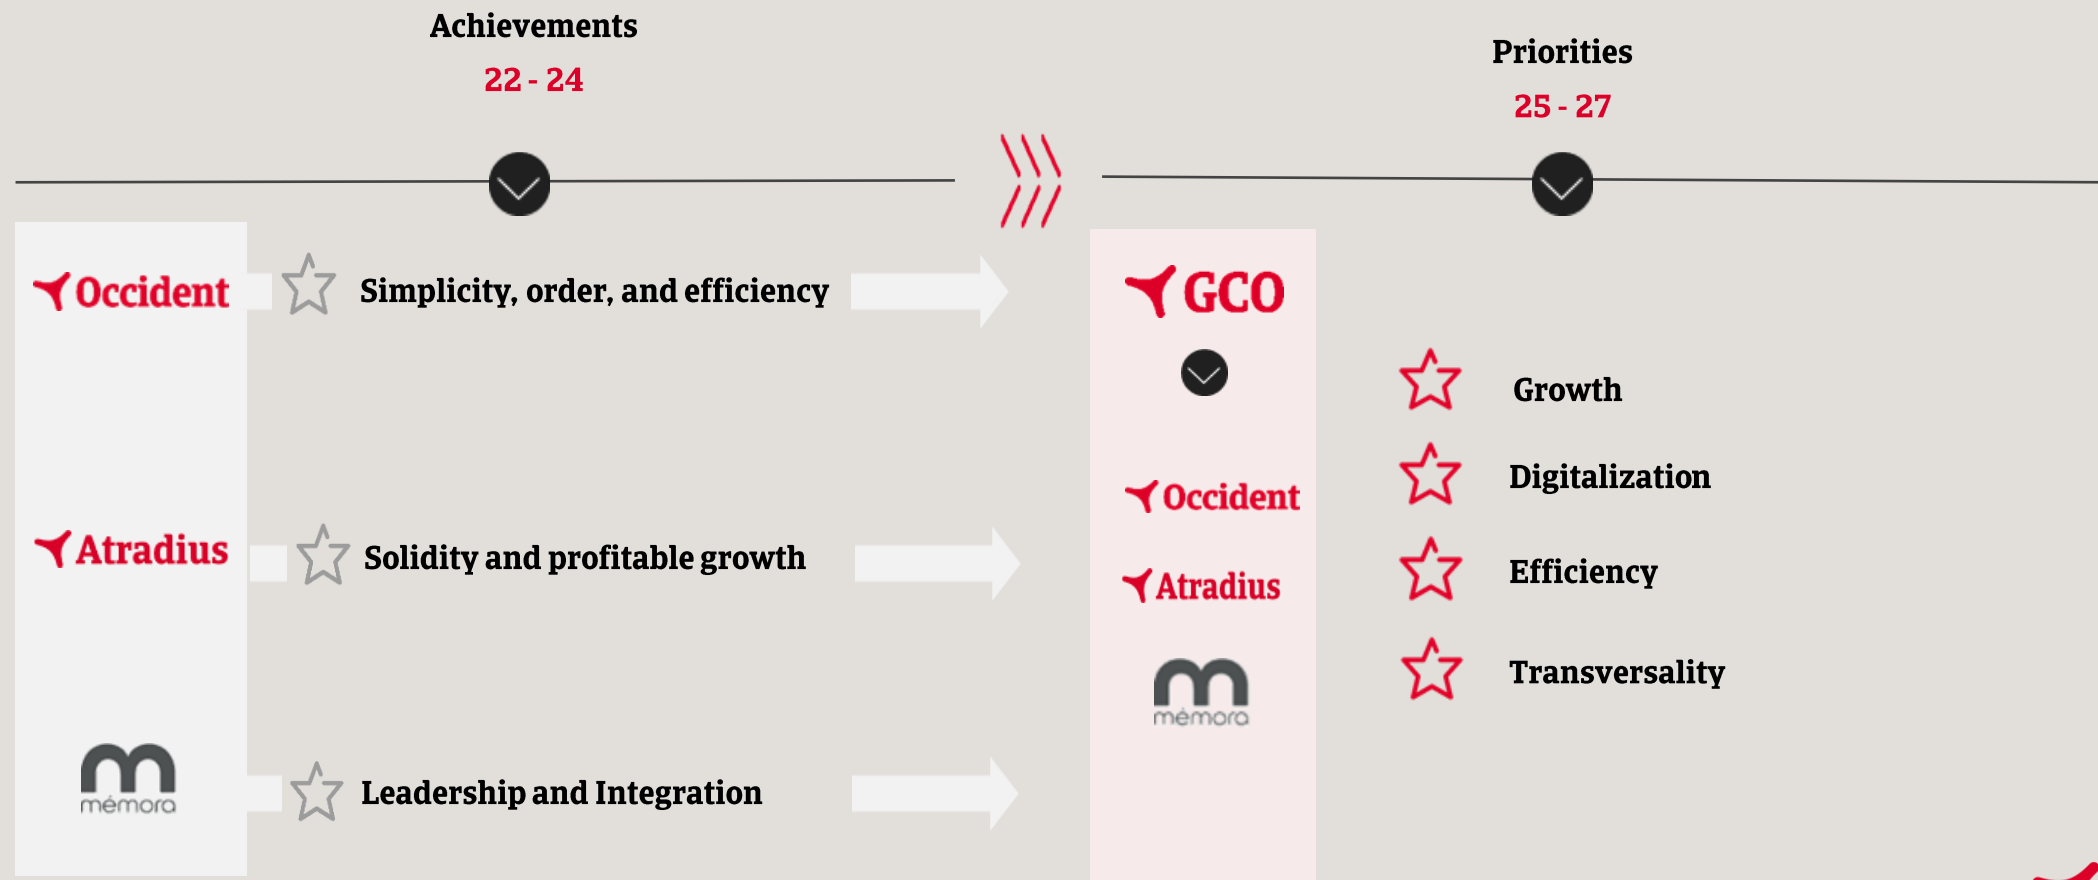 Achievements
22 - 24
Occident
Simplicity, order, and efficiency
Atradius
Solidity and profitable growth
mémora
Leadership and Integration
Priorities
25 - 27
GCO
Occident
Atradius
mémora
Growth
Digitalization
Efficiency
Transversality